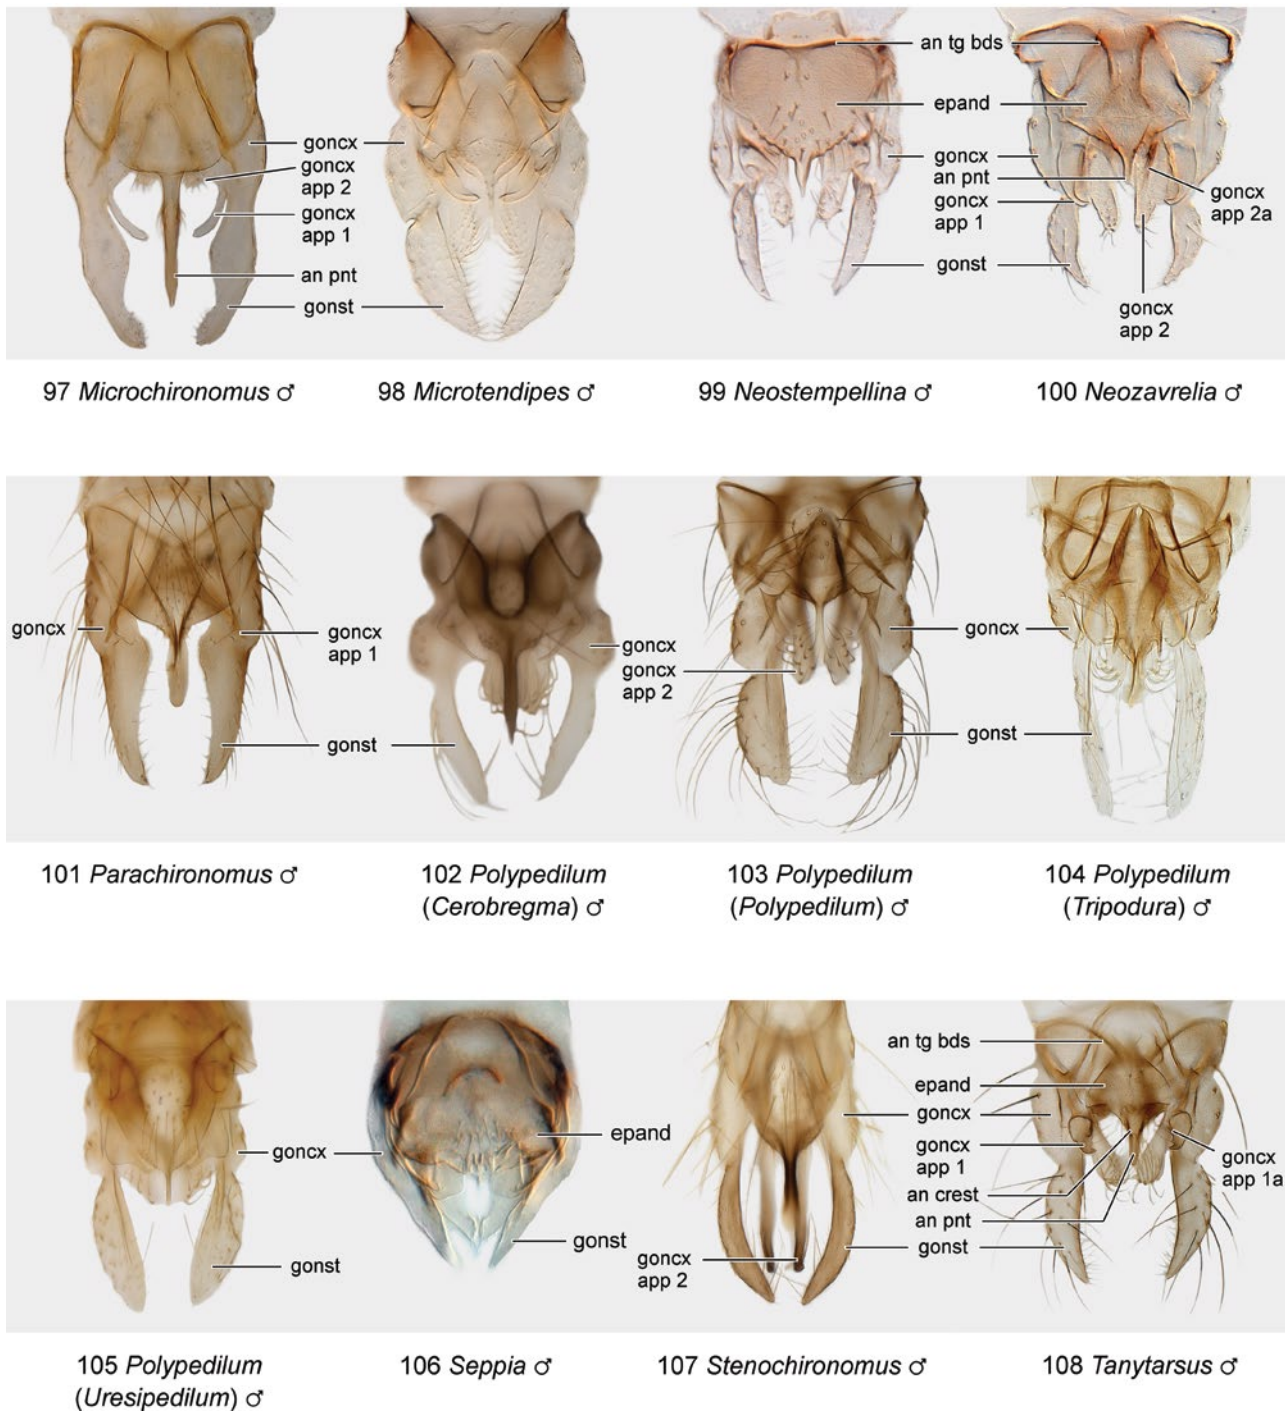 goncx
goncx
app 2
goncx
app 1
an pnt
gonst
an tg bds
epand
goncx
an pnt
goncx
app 1
gonst
goncx
app 2a
goncx
app 2
97 Microchironomus ♂
98 Microtendipes ♂
99 Neostempellina ♂
100 Neozavrelia ♂
goncx
goncx
app 1
gonst
goncx
goncx
app 2
goncx
gonst
101 Parachironomus ♂
102 Polypedilum
(Cerobregma) ♂
103 Polypedilum
(Polypedilum) ♂
104 Polypedilum
(Tripodura) ♂
goncx
gonst
epand
gonst
goncx
app 2
an tg bds
epand
goncx
goncx
app 1
an crest
an pnt
gonst
goncx
app 1a
105 Polypedilum
(Uresipedilum) ♂
106 Seppia ♂
107 Stenochironomus ♂
108 Tanytarsus ♂